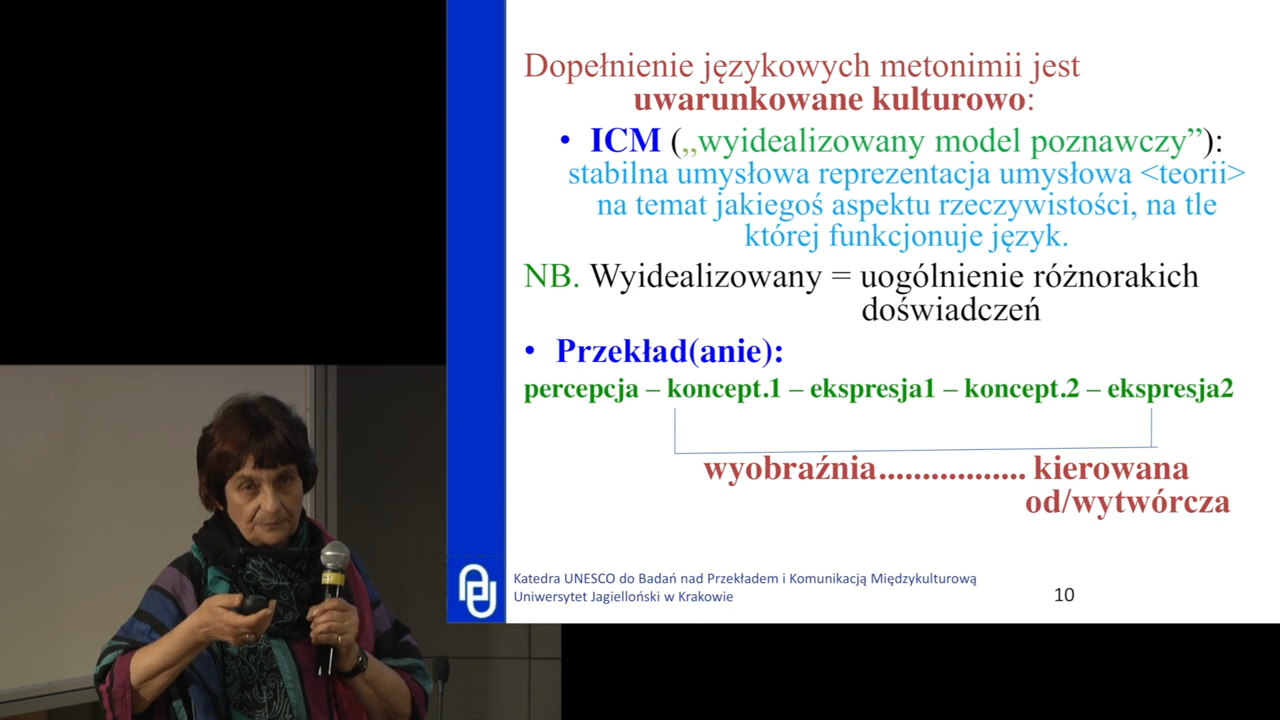 Dopełnienie językowych metonimii jest
uwarunkowane kulturowo:
• ICM („wyidealizowany model poznawczy”):
stabilna umysłowa reprezentacja umysłowa <teorii>
na temat jakiegoś aspektu rzeczywistości, na tle
której funkcjonuje język.
NB. Wyidealizowany = uogólnienie różnorakich
doświadczeń
• Przekład(anie):
percepcja – koncept.1 – ekspresja1 – koncept.2 – ekspresja2
wyobraźnia................. kierowana
od/wytwórcza
Katedra UNESCO do Badań nad Przekładem i Komunikacją Międzykulturową
Uniwersytet Jagielloński w Krakowie
10